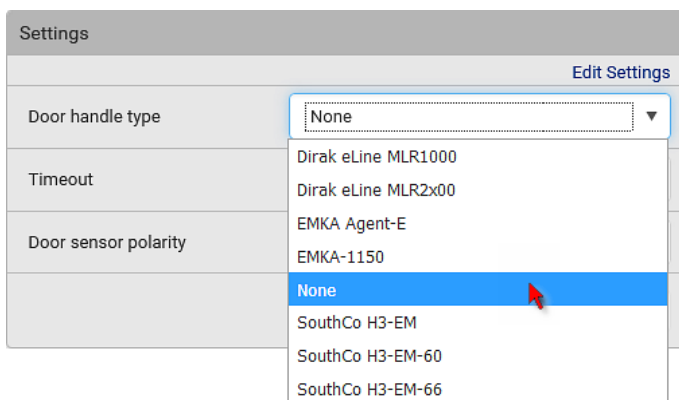 Settings
Edit Settings
Door handle type
None
Dirak eLine MLR1000
Timeout
Dirak eLine MLR2x00
EMKA Agent-E
Door sensor polarity
EMKA-1150
None
SouthCo H3-EM
SouthCo H3-EM-60
SouthCo H3-EM-66